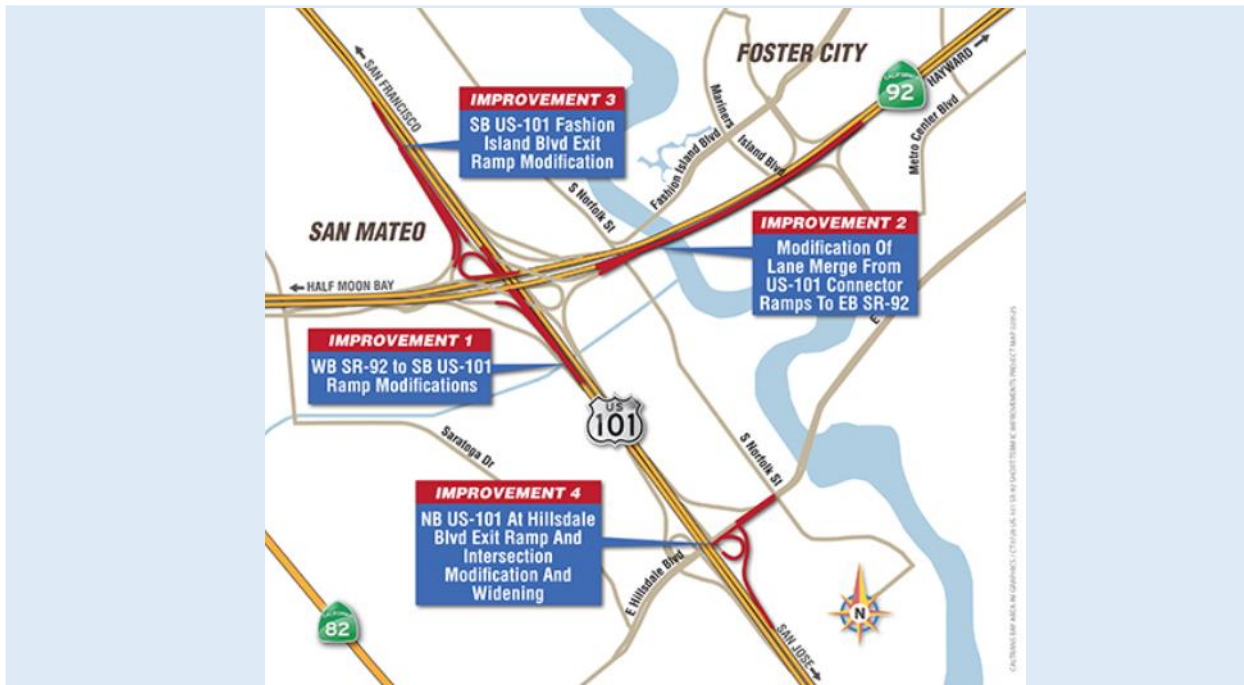 FOSTER CITY
SAN FRANCISCO
HAYWARD
CALIFORNIA
92
Metro Center Blvd
Mariners
Island Blvd
Fashion Island Blvd
S Norfolk St
IMPROVEMENT 3
SB US-101 Fashion
Island Blvd Exit
Ramp Modification
SAN MATEO
HALF MOON BAY
IMPROVEMENT 2
Modification Of
Lane Merge From
US-101 Connector
Ramps To EB SR-92
E
IMPROVEMENT 1
WB SR-92 to SB US-101
Ramp Modifications
US
101
Saratoga Dr
S Norfolk St
IMPROVEMENT 4
NB US-101 At Hillsdale
Blvd Exit Ramp And
Intersection
Modification And
Widening
E Hillsdale Blvd
N
CALIFORNIA
82
SAN JOSE